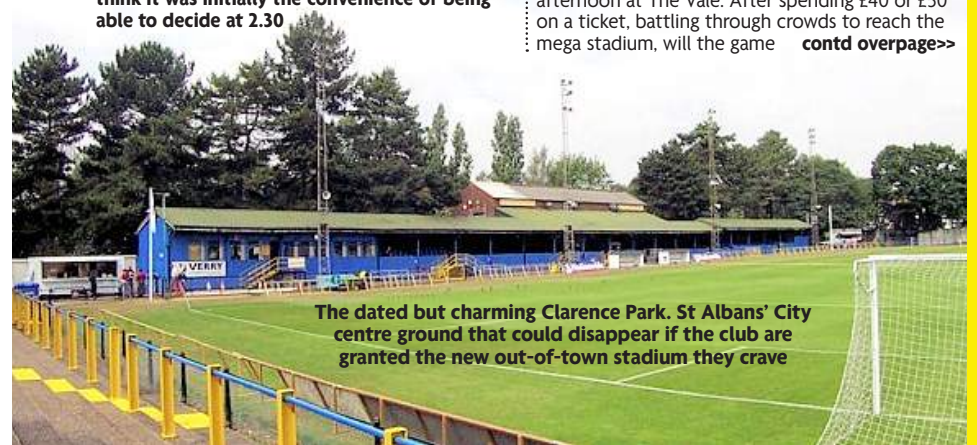 think it was initially the convenience of being
able to decide at 2.30
afternoon at The Vale. After spending £40 or £50
on a ticket, battling through crowds to reach the
mega stadium, will the game contd overpage>>
VERRY
The dated but charming Clarence Park. St Albans' City
centre ground that could disappear if the club are
granted the new out-of-town stadium they crave